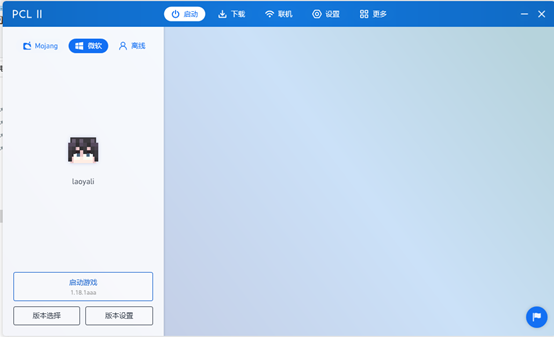 PCL II
启动 下载 联机 设置 更多
Mojang 微软 离线
laoyali
启动游戏
1.18.1aaa
版本选择 版本设置